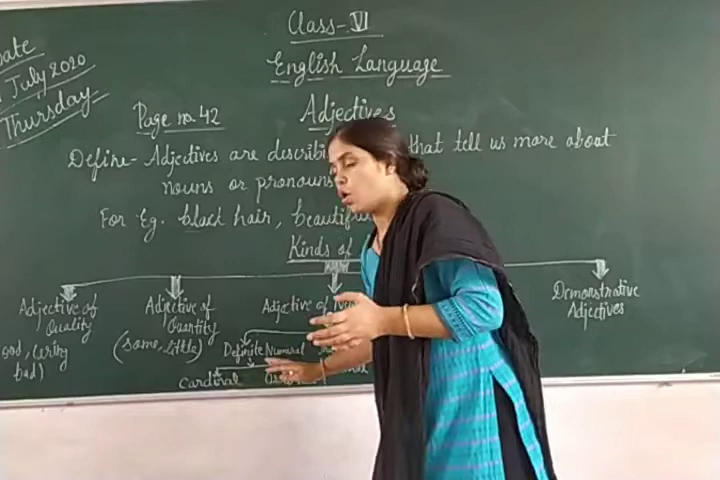 Date
July 2020
Thursday
Class-VI
English Language
Page no. 42
Adjectives
Define- Adjectives are that tell us more about
nouns or pronouns
For Eg. black hair,
Kinds of
Adjective of
Quality
Adjective of
Quantity
(some, little)
Adjective of
Definite Numeral
Cardinal
Demonstrative
Adjectives
bad)